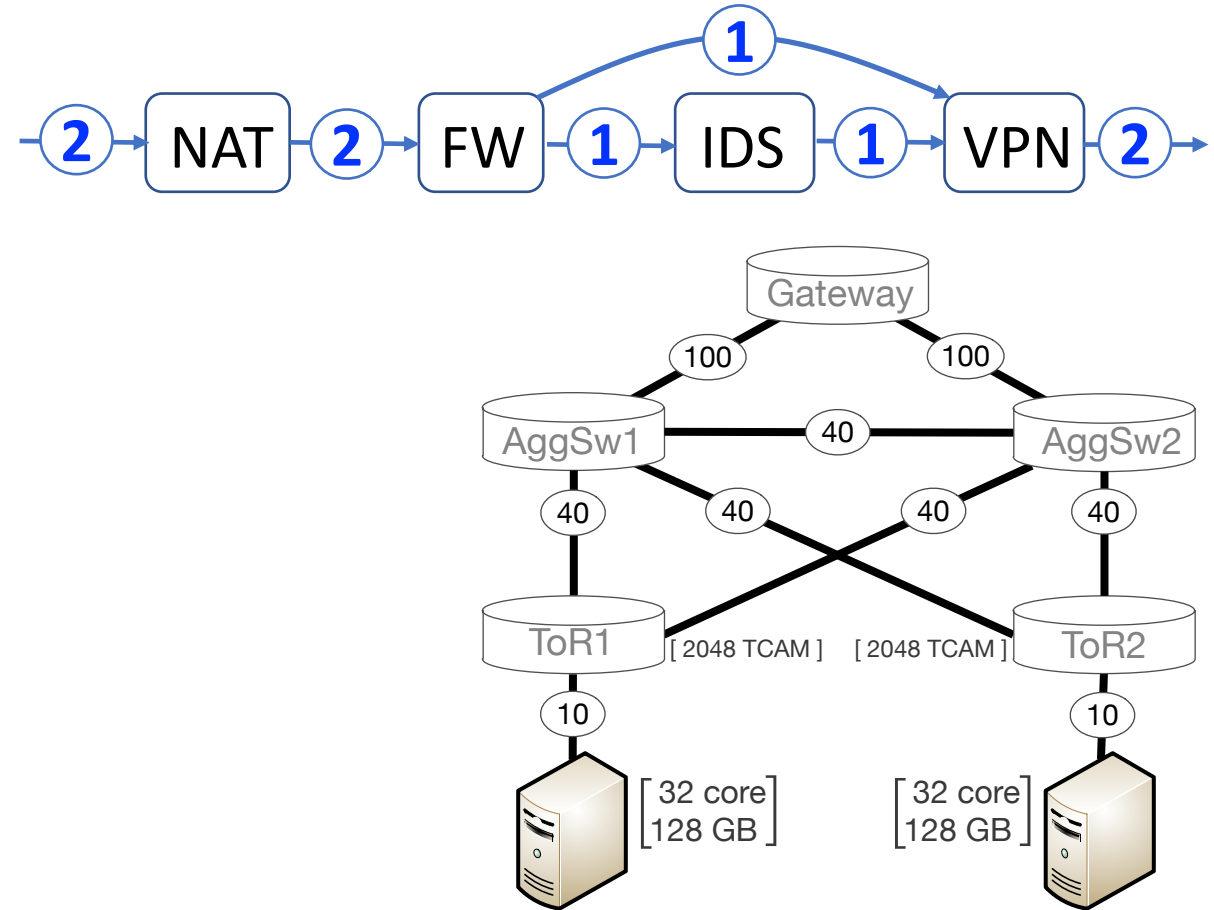 1
2 NAT 2 FW 1 IDS 1 VPN 2
Gateway
100 100
AggSw1 40 AggSw2
40 40 40 40
ToR1 [ 2048 TCAM ] [ 2048 TCAM ] ToR2
10 10
[ 32 core [ 32 core
128 GB ] 128 GB ]